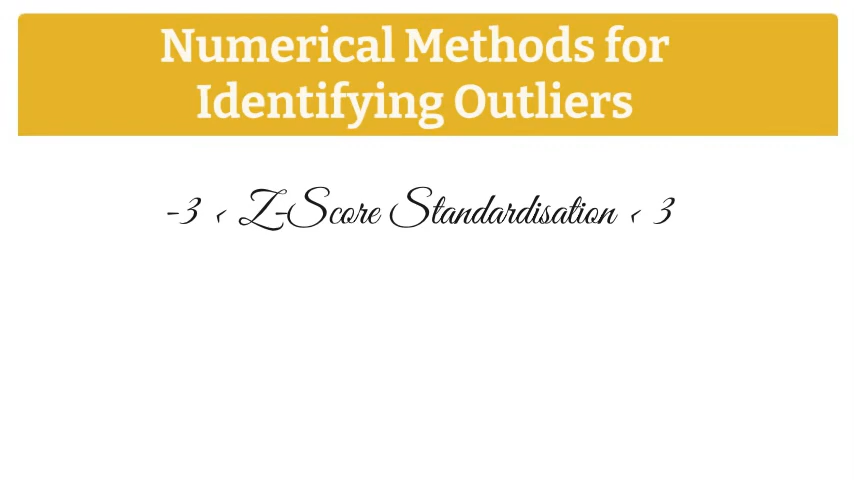 Numerical Methods for
Identifying Outliers
-3 < Z-Score Standardisation < 3